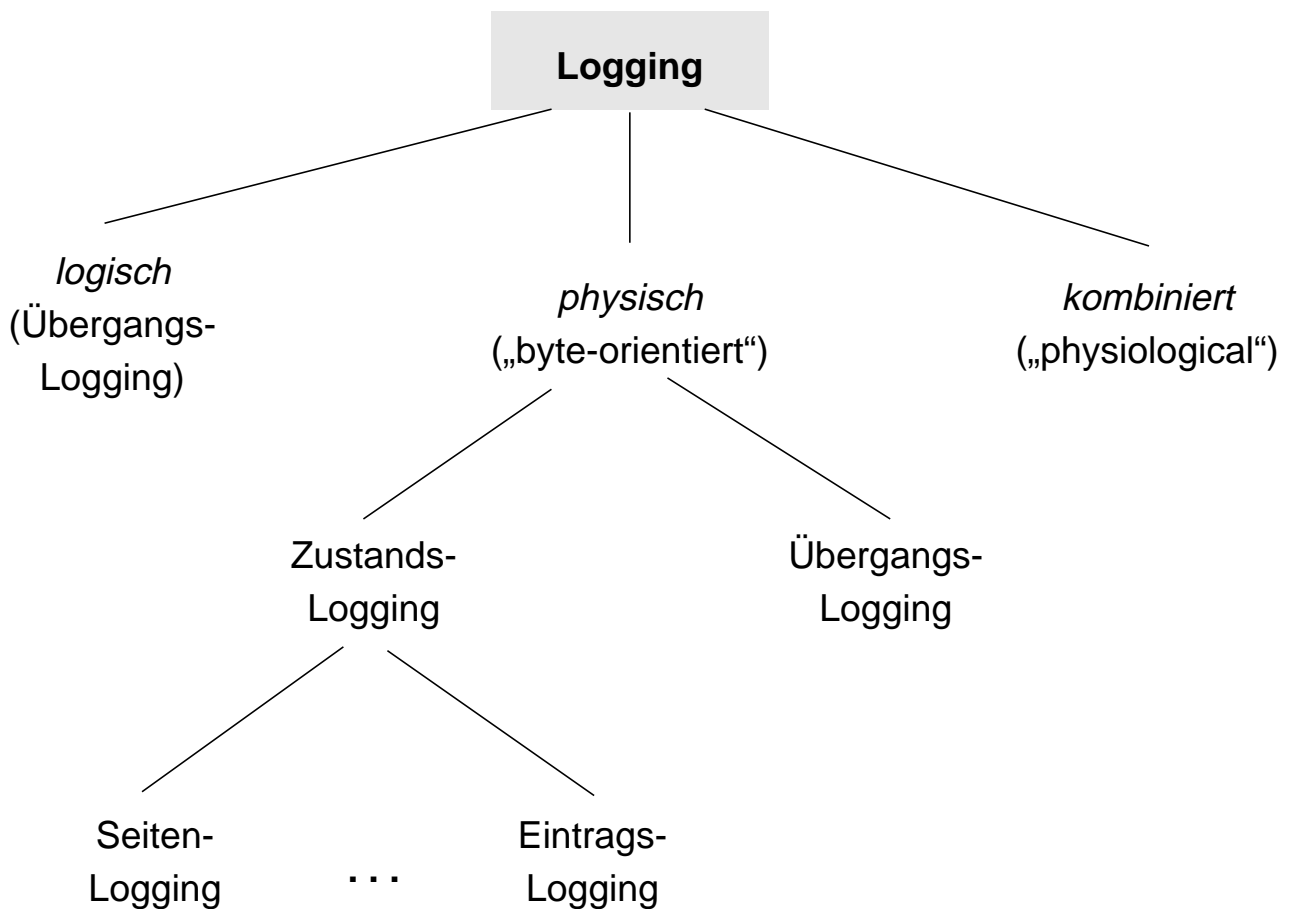 Logging
logisch
(Übergangs-
Logging)
physisch
(„byte-orientiert“)
kombiniert
(„physiological“)
Zustands-
Logging
Übergangs-
Logging
Seiten-
Logging
. . .
Eintrags-
Logging